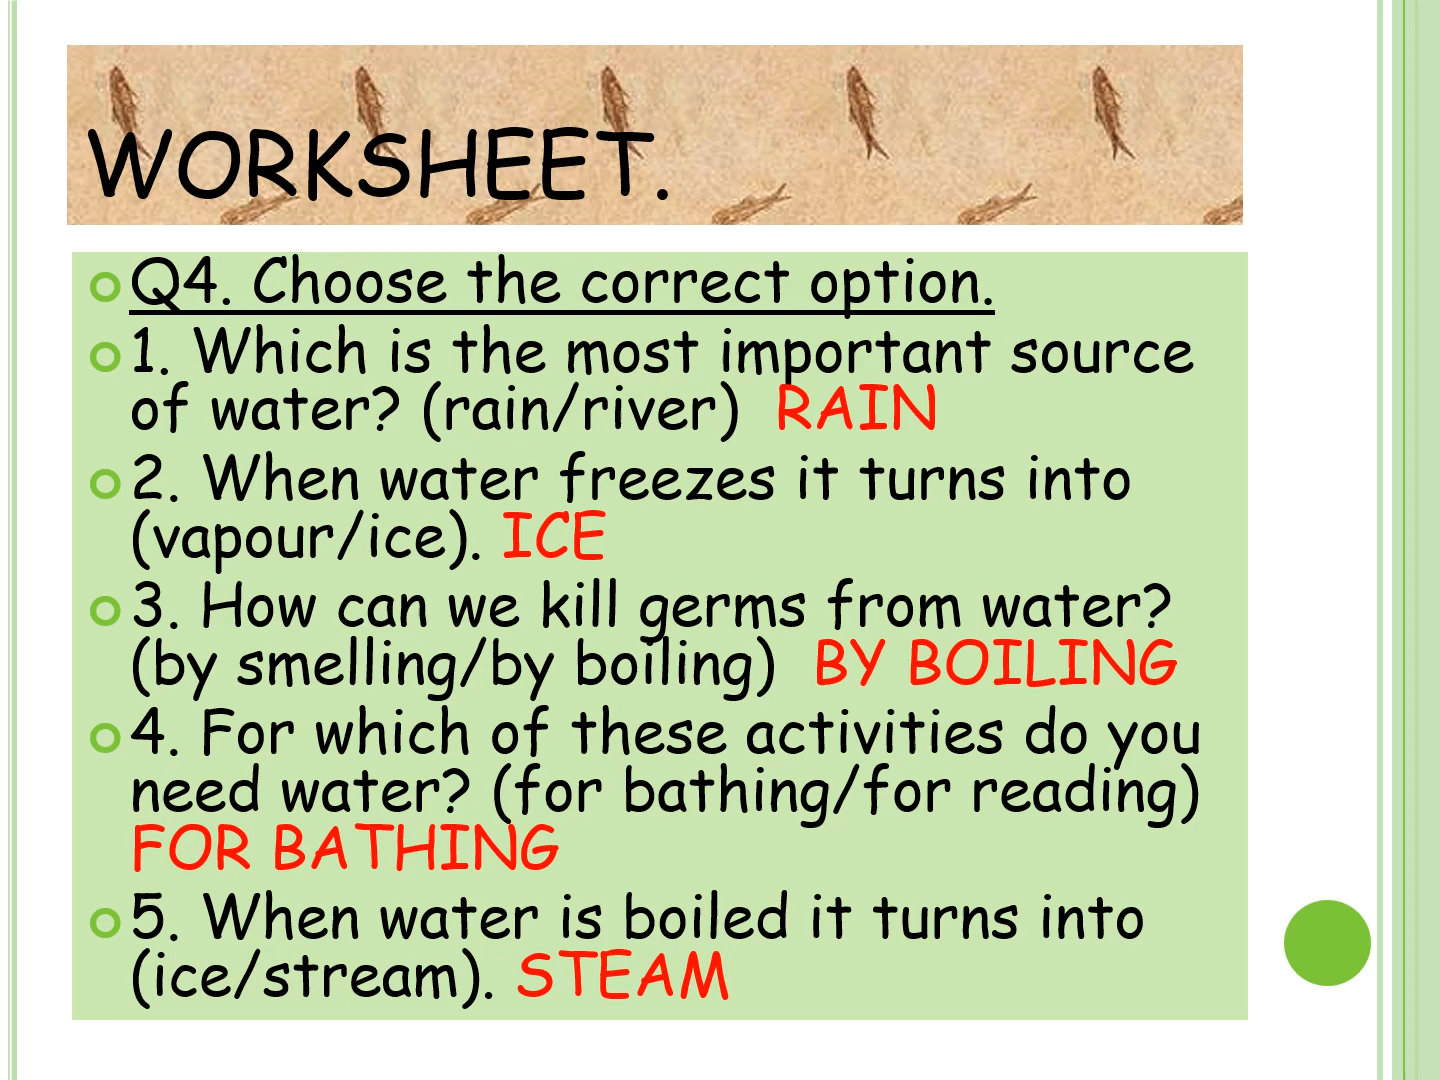 WORKSHEET.
Q4. Choose the correct option.
1. Which is the most important source
of water? (rain/river) RAIN
2. When water freezes it turns into
(vapour/ice). ICE
3. How can we kill germs from water?
(by smelling/by boiling) BY BOILING
4. For which of these activities do you
need water? (for bathing/for reading)
FOR BATHING
5. When water is boiled it turns into
(ice/stream). STEAM